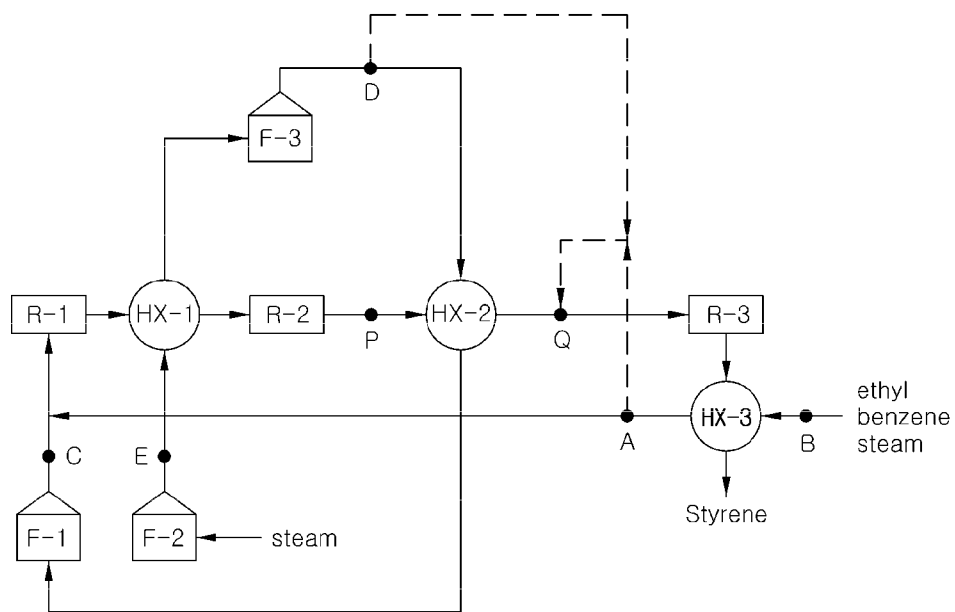 D
F-3
R-1
HX-1
R-2
P
HX-2
Q
R-3
ethyl
benzene
steam
HX-3
A
B
C
E
F-1
F-2
steam
Styrene